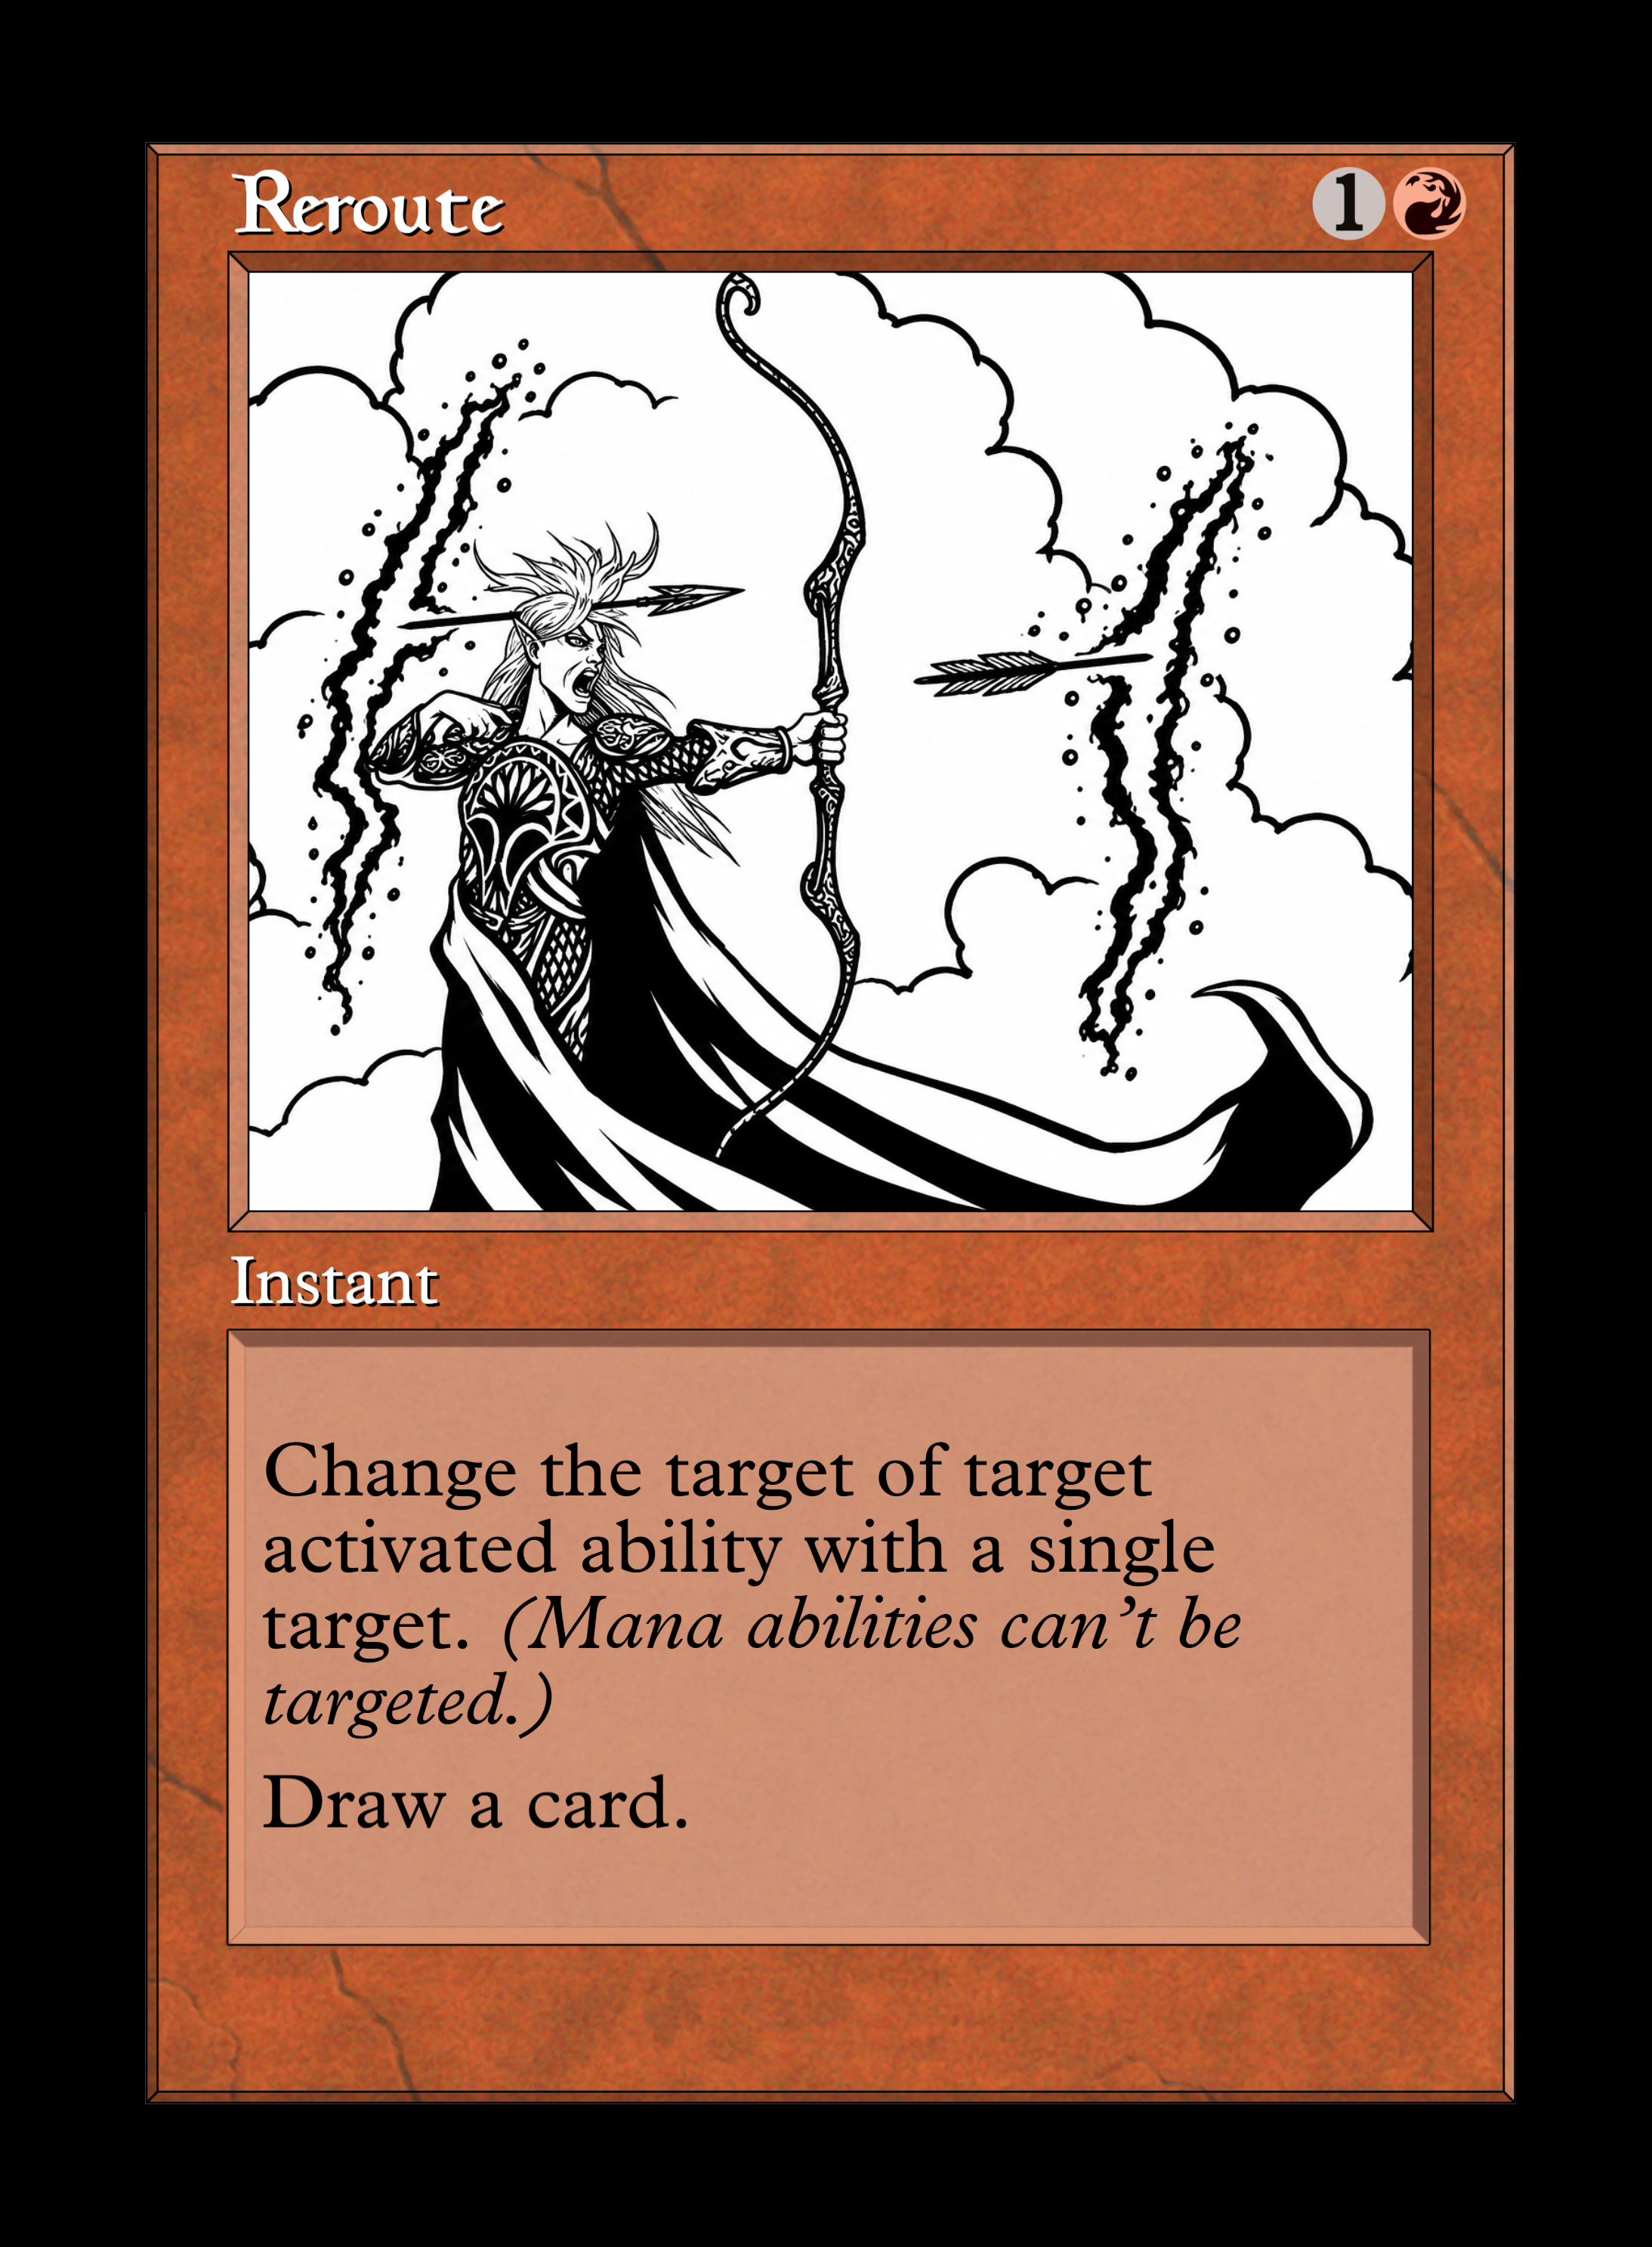 Reroute 1
Instant
Change the target of target
activated ability with a single
target. (Mana abilities can't be
targeted.)
Draw a card.